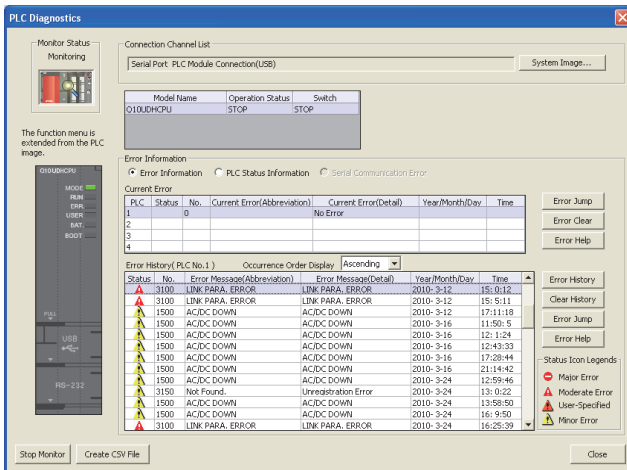 PLC Diagnostics
Monitor Status
Monitoring
The function menu is
extended from the PLC
image.
Q10UDHCPU
MODE
RUN
ERR.
USER
BAT.
BOOT
PULL
USB
RS-232
Connection Channel List
Serial Port PLC Module Connection(USB)
System Image...
Model Name Operation Status Switch
Q10UDHCPU STOP STOP
Error Information
Error Information PLC Status Information Serial Communication Error
Current Error
PLC Status No. Current Error(Abbreviation) Current Error(Detail) Year/Month/Day Time
1 0 No Error
2
3
4
Error Jump
Error Clear
Error Help
Error History( PLC No.1 ) Occurrence Order Display Ascending
Status No. Error Message(Abbreviation) Error Message(Detail) Year/Month/Day Time
3100 LINK PARA. ERROR LINK PARA. ERROR 2010- 3-12 15: 0:12
3100 LINK PARA. ERROR LINK PARA. ERROR 2010- 3-12 15: 5:11
1500 AC/DC DOWN AC/DC DOWN 2010- 3-12 17:11:18
1500 AC/DC DOWN AC/DC DOWN 2010- 3-16 11:50: 5
1500 AC/DC DOWN AC/DC DOWN 2010- 3-16 12: 1:24
1500 AC/DC DOWN AC/DC DOWN 2010- 3-16 12:43:33
1500 AC/DC DOWN AC/DC DOWN 2010- 3-16 17:28:44
1500 AC/DC DOWN AC/DC DOWN 2010- 3-16 21:14:42
1500 AC/DC DOWN AC/DC DOWN 2010- 3-24 12:59:46
3150 Not Found. Unregistration Error 2010- 3-24 13: 0:22
1500 AC/DC DOWN AC/DC DOWN 2010- 3-24 13:58:50
1500 AC/DC DOWN AC/DC DOWN 2010- 3-24 16: 9:50
3100 LINK PARA. ERROR LINK PARA. ERROR 2010- 3-24 16:25:39
Error History
Clear History
Error Jump
Error Help
Status Icon Legends
Major Error
Moderate Error
User-Specified
Minor Error
Stop Monitor
Create CSV File
Close